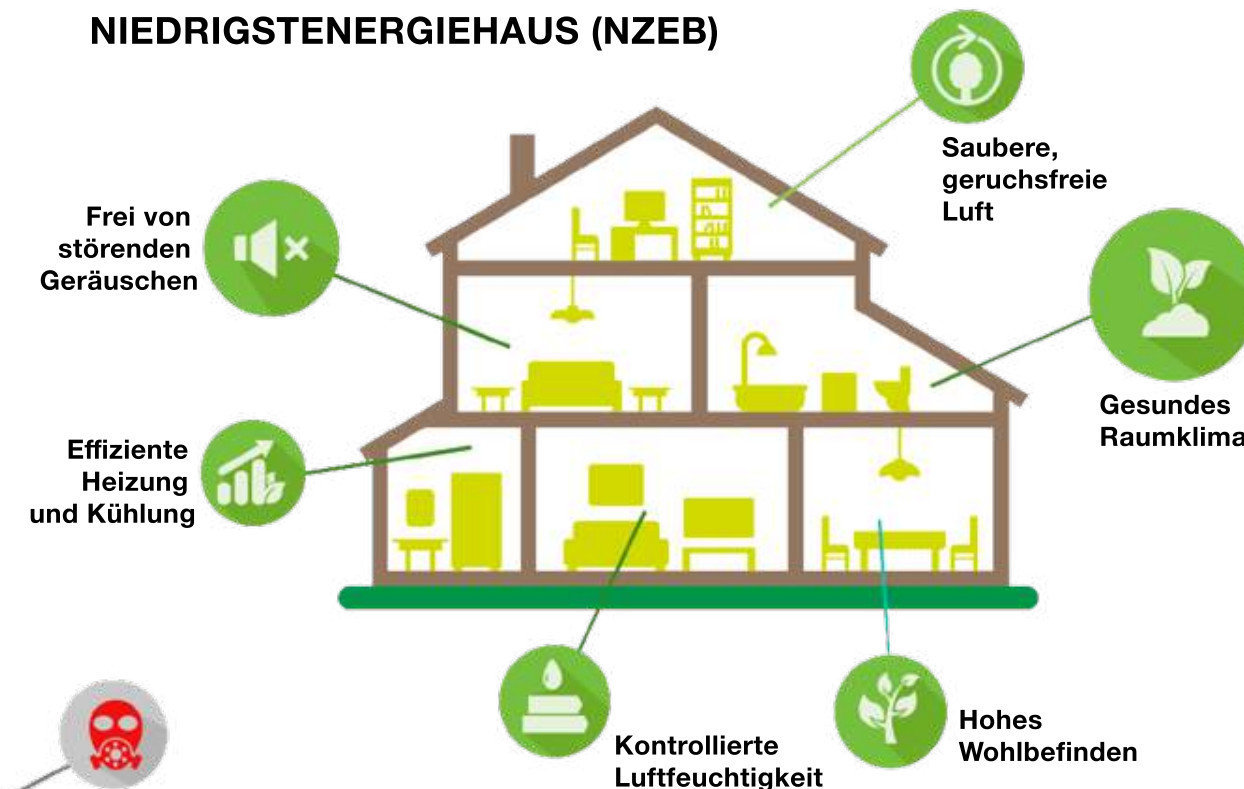 NIEDRIGSTENERGIEHAUS (NZEB)
Saubere,
geruchsfreie
Luft
Frei von
störenden
Geräuschen
Gesundes
Raumklima
Effiziente
Heizung
und Kühlung
Kontrollierte
Luftfeuchtigkeit
Hohes
Wohlbefinden